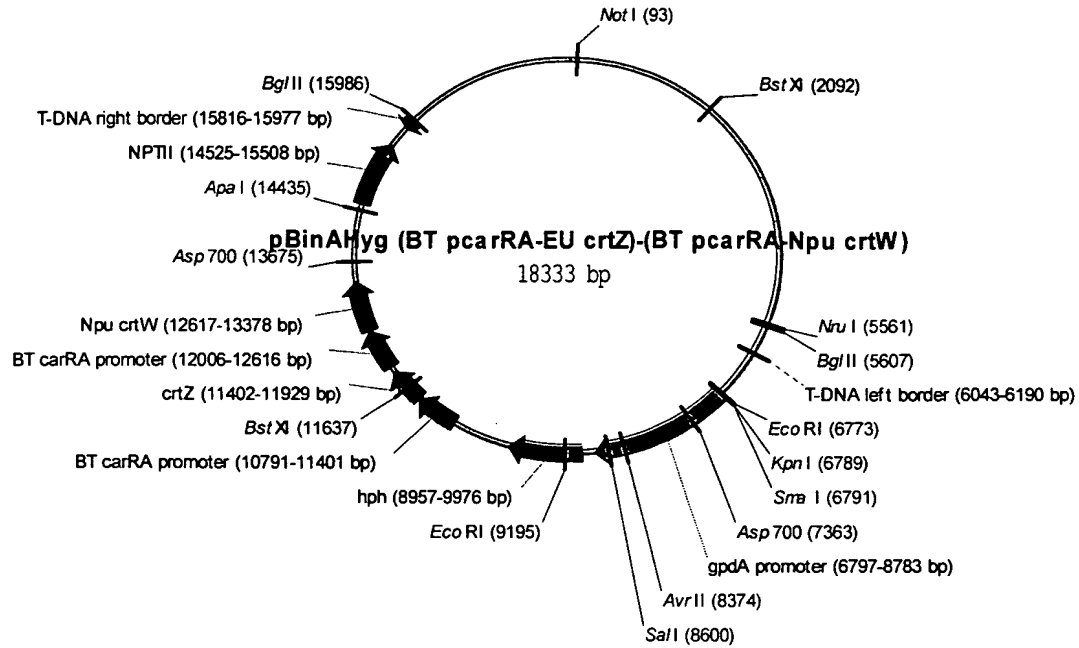 Not I (93)
Bst XI (2092)
Bgl II (15986)
T-DNA right border (15816-15977 bp)
NPTII (14525-15508 bp)
Apa I (14435)
pBinAHyg (BT pcarRA-EU crtZ)-(BT pcarRA-Npu crtW)
18333 bp
Asp 700 (13675)
Npu crtW (12617-13378 bp)
BT carRA promoter (12006-12616 bp)
crtZ (11402-11929 bp)
Bst XI (11637)
BT carRA promoter (10791-11401 bp)
hph (8957-9976 bp)
Eco RI (9195)
Nru I (5561)
Bgl II (5607)
T-DNA left border (6043-6190 bp)
Eco RI (6773)
Kpn I (6789)
Sma I (6791)
Asp 700 (7363)
gpdA promoter (6797-8783 bp)
Avr II (8374)
Sal I (8600)